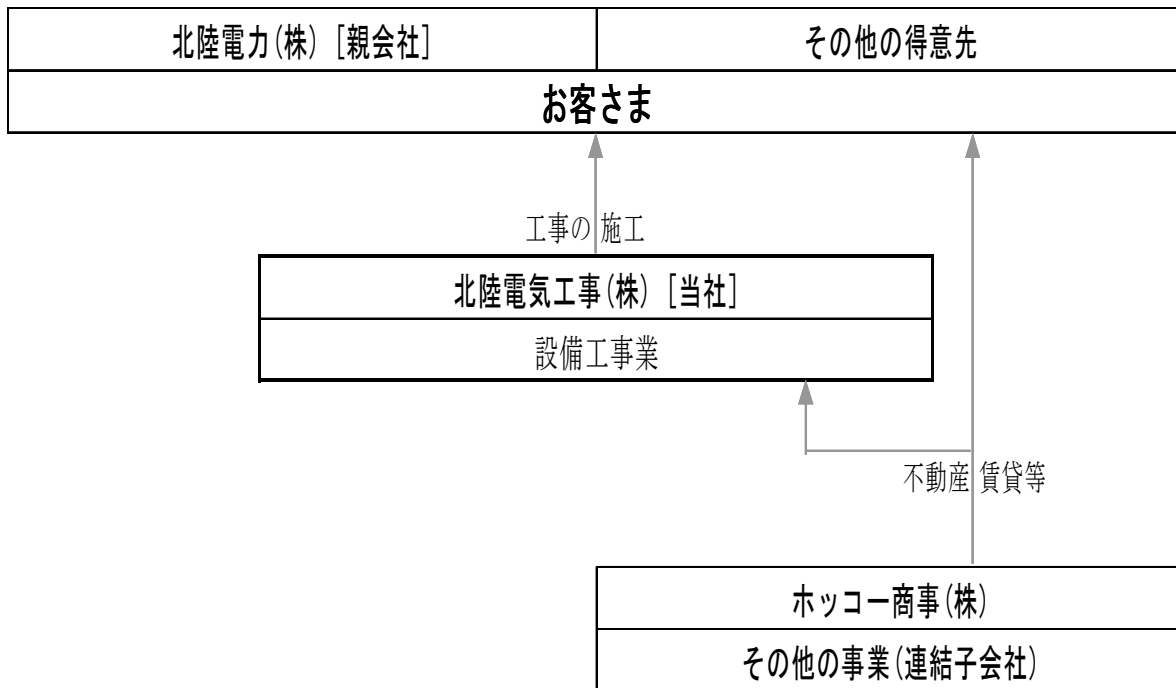 北陸電力(株)［親会社］
その他の得意先
お客さま
工事の施工
北陸電気工事(株)［当社］
設備工事業
不動産賃貸等
ホッコー商事(株)
その他の事業(連結子会社)